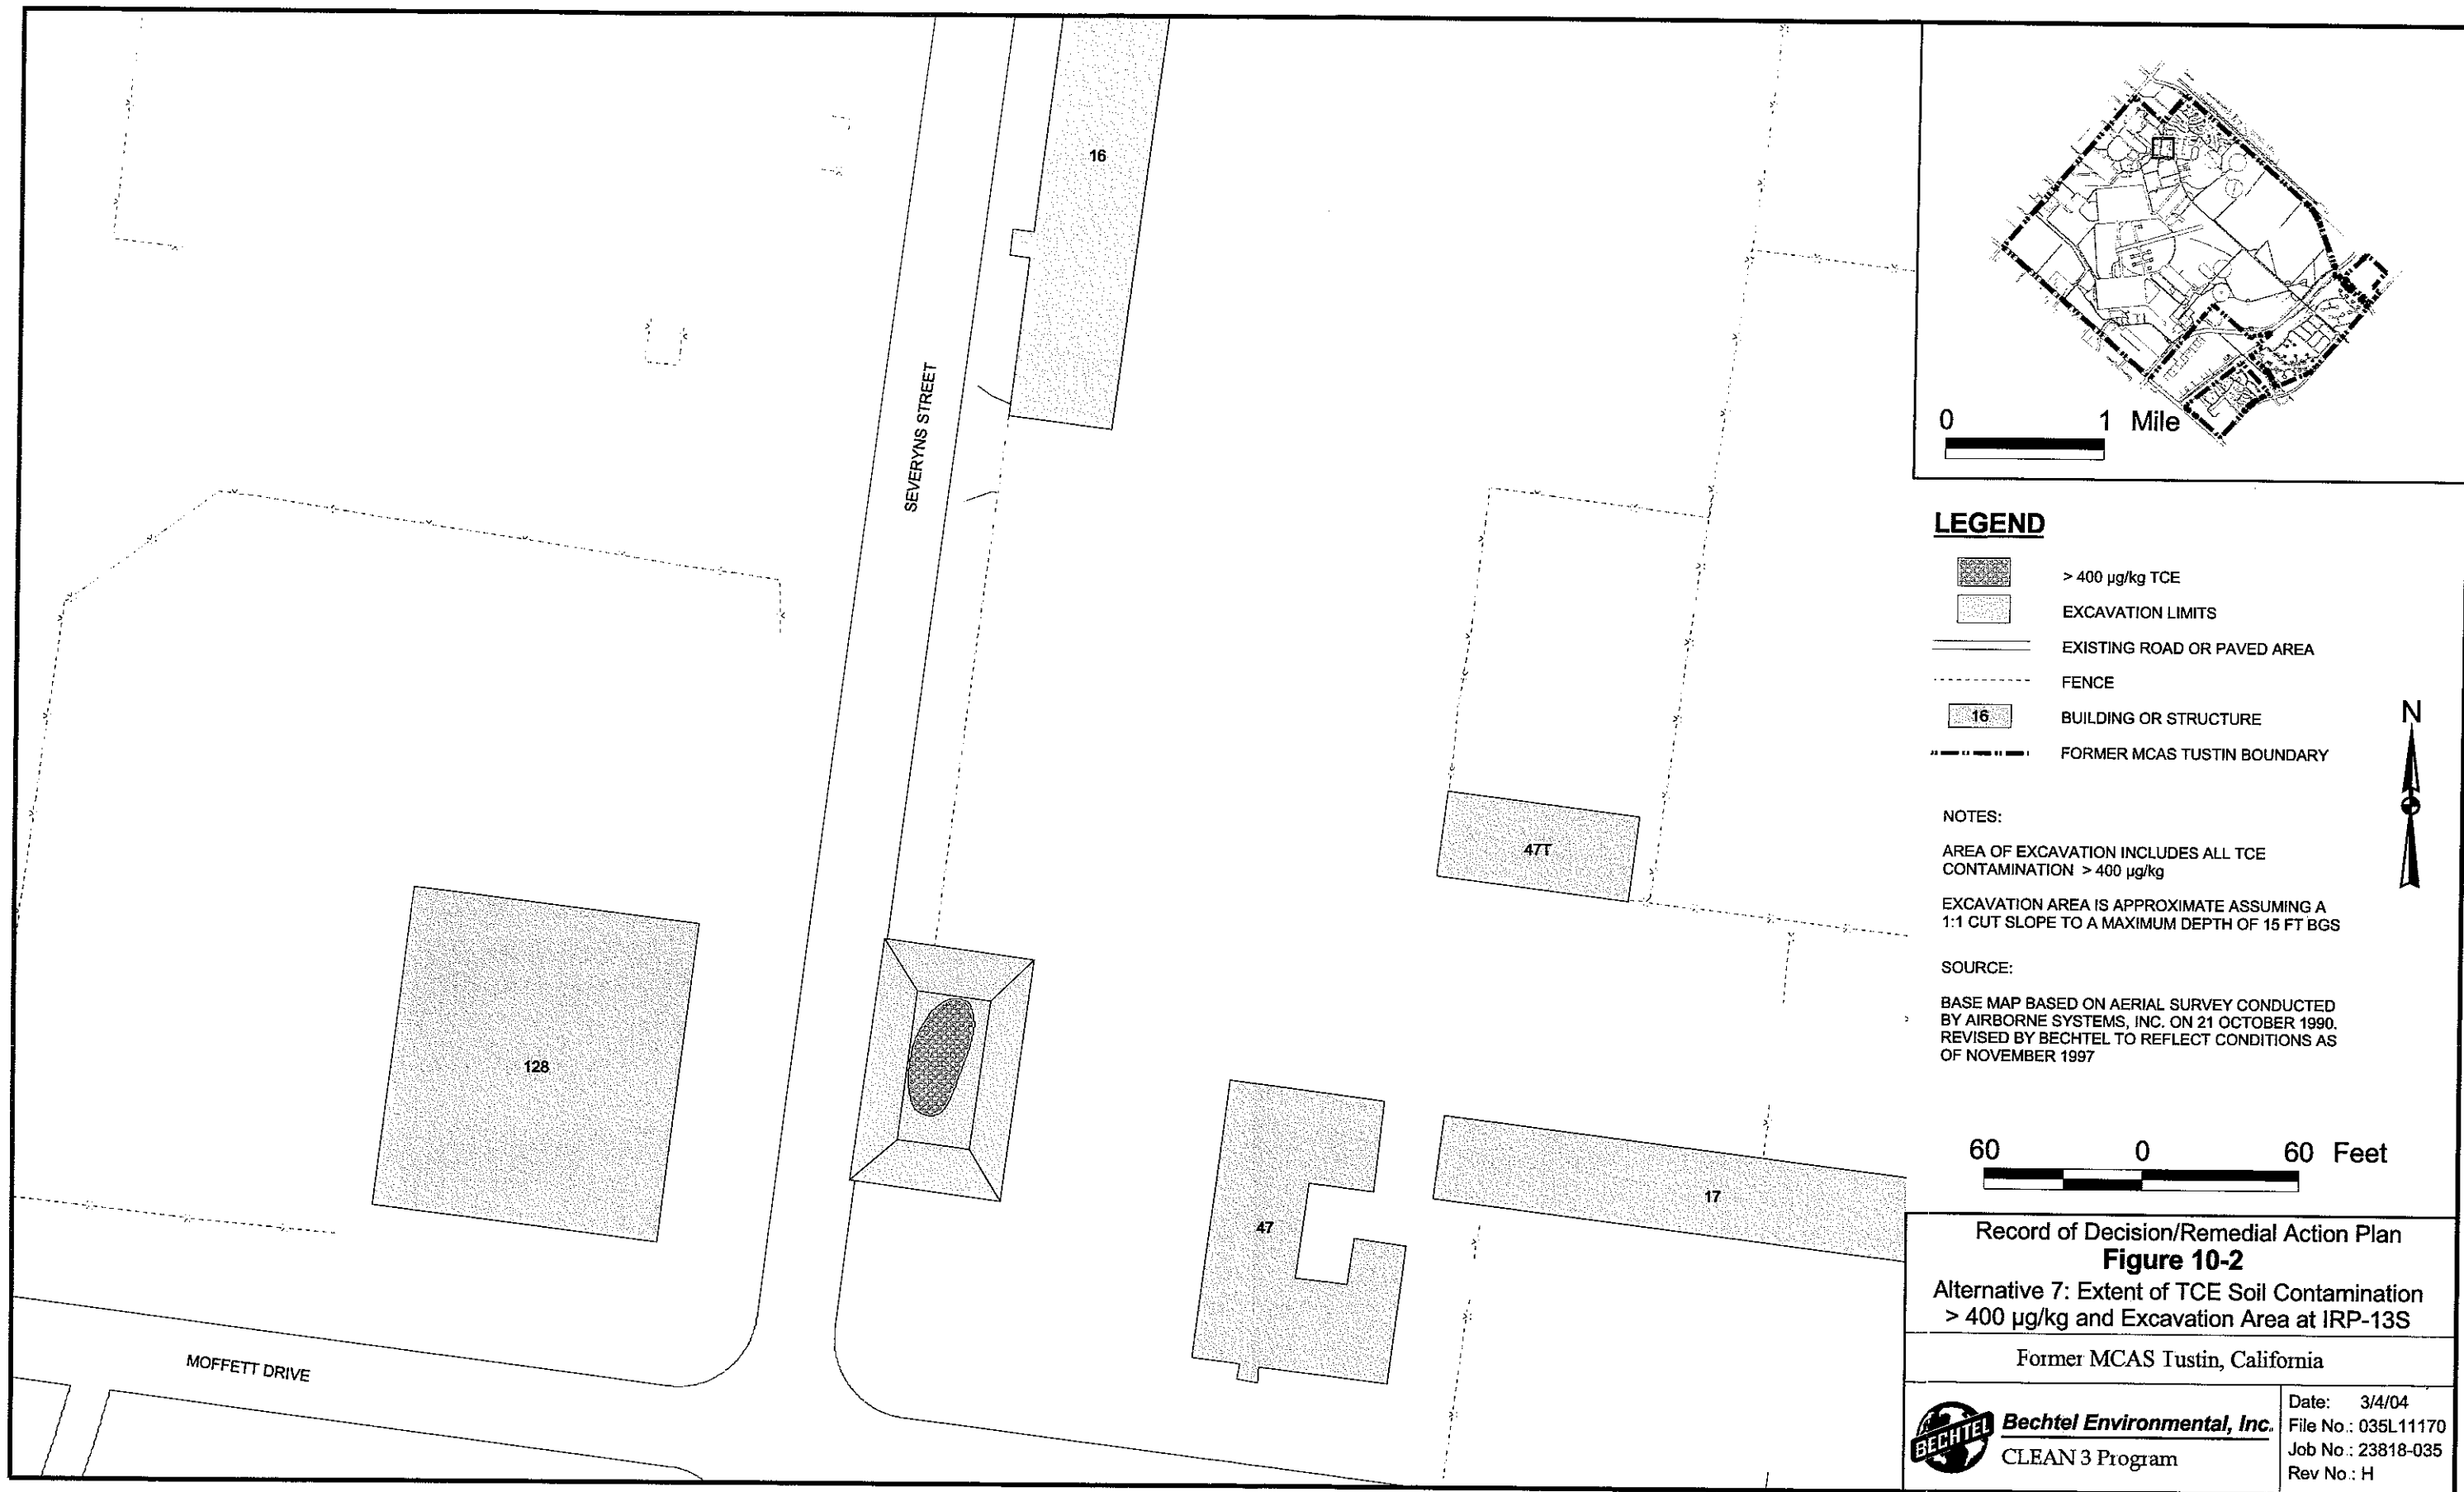 16
SEVERYNS STREET
47T
128
47
17
MOFFETT DRIVE
0 1 Mile
LEGEND
> 400 µg/kg TCE
EXCAVATION LIMITS
EXISTING ROAD OR PAVED AREA
FENCE
16 BUILDING OR STRUCTURE
FORMER MCAS TUSTIN BOUNDARY
N
NOTES:
AREA OF EXCAVATION INCLUDES ALL TCE
CONTAMINATION > 400 µg/kg
EXCAVATION AREA IS APPROXIMATE ASSUMING A
1:1 CUT SLOPE TO A MAXIMUM DEPTH OF 15 FT BGS
SOURCE:
BASE MAP BASED ON AERIAL SURVEY CONDUCTED
BY AIRBORNE SYSTEMS, INC. ON 21 OCTOBER 1990.
REVISED BY BECHTEL TO REFLECT CONDITIONS AS
OF NOVEMBER 1997
60 0 60 Feet
Record of Decision/Remedial Action Plan
Figure 10-2
Alternative 7: Extent of TCE Soil Contamination
> 400 µg/kg and Excavation Area at IRP-13S
Former MCAS Tustin, California
BECHTEL
Bechtel Environmental, Inc.
CLEAN 3 Program
Date: 3/4/04
File No.: 035L11170
Job No.: 23818-035
Rev No.: H